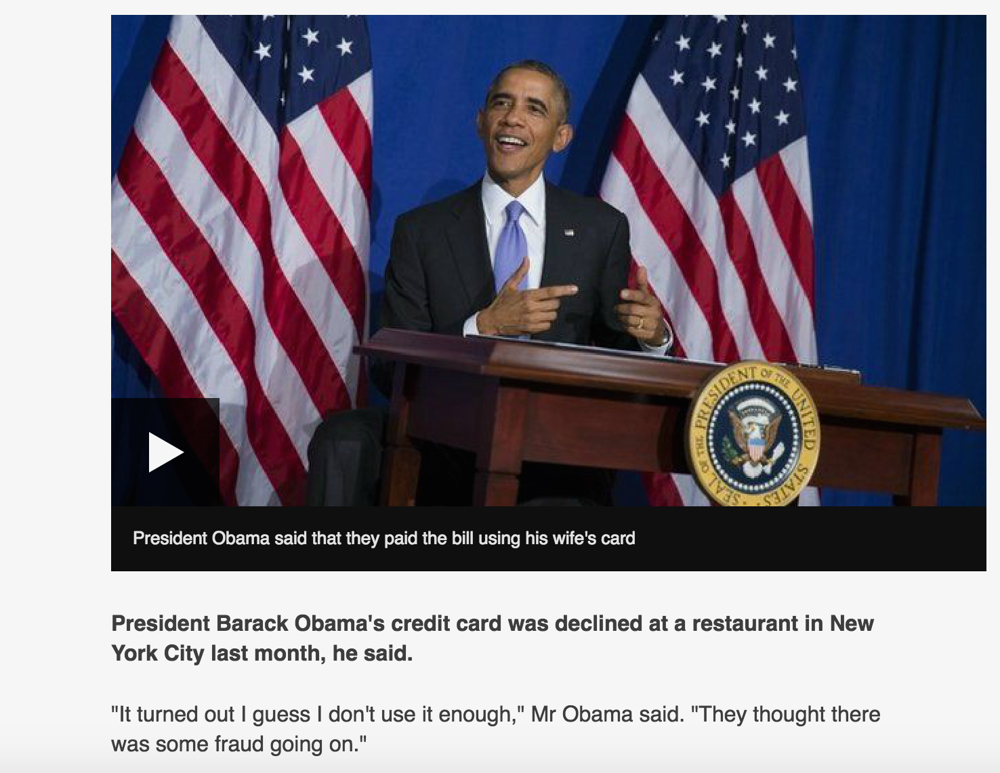 SEAL OF THE PRESIDENT OF THE UNITED STATES
President Obama said that they paid the bill using his wife's card
President Barack Obama's credit card was declined at a restaurant in New
York City last month, he said.
"It turned out I guess I don't use it enough," Mr Obama said. "They thought there
was some fraud going on."